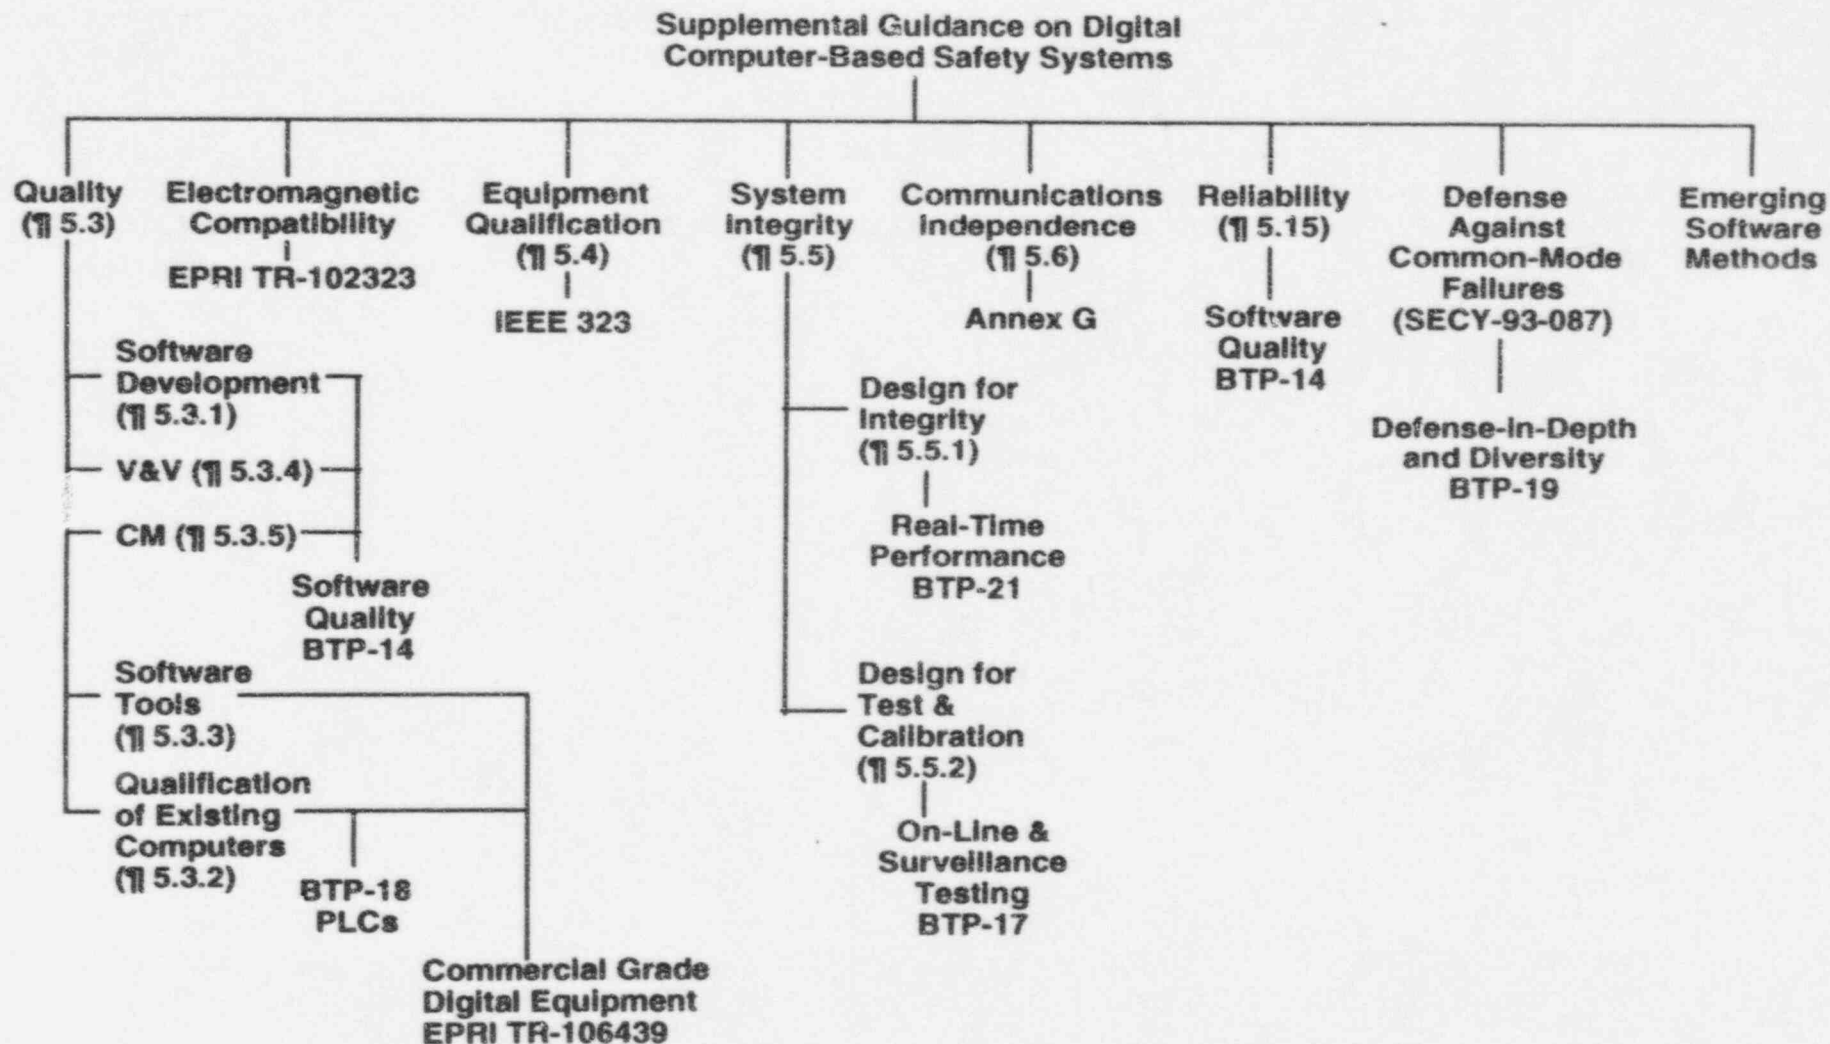 Supplemental Guidance on Digital
Computer-Based Safety Systems
Quality
(¶ 5.3)
Electromagnetic
Compatibility
EPRI TR-102323
Equipment
Qualification
(¶ 5.4)
IEEE 323
System
Integrity
(¶ 5.5)
Communications
Independence
(¶ 5.6)
Annex G
Reliability
(¶ 5.15)
Software
Quality
BTP-14
Defense
Against
Common-Mode
Failures
(SECY-93-087)
Defense-in-Depth
and Diversity
BTP-19
Emerging
Software
Methods
Software
Development
(¶ 5.3.1)
V&V (¶ 5.3.4)
CM (¶ 5.3.5)
Software
Quality
BTP-14
Software
Tools
(¶ 5.3.3)
Qualification
of Existing
Computers
(¶ 5.3.2)
BTP-18
PLCs
Commercial Grade
Digital Equipment
EPRI TR-106439
Design for
Integrity
(¶ 5.5.1)
Real-Time
Performance
BTP-21
Design for
Test &
Calibration
(¶ 5.5.2)
On-Line &
Surveillance
Testing
BTP-17